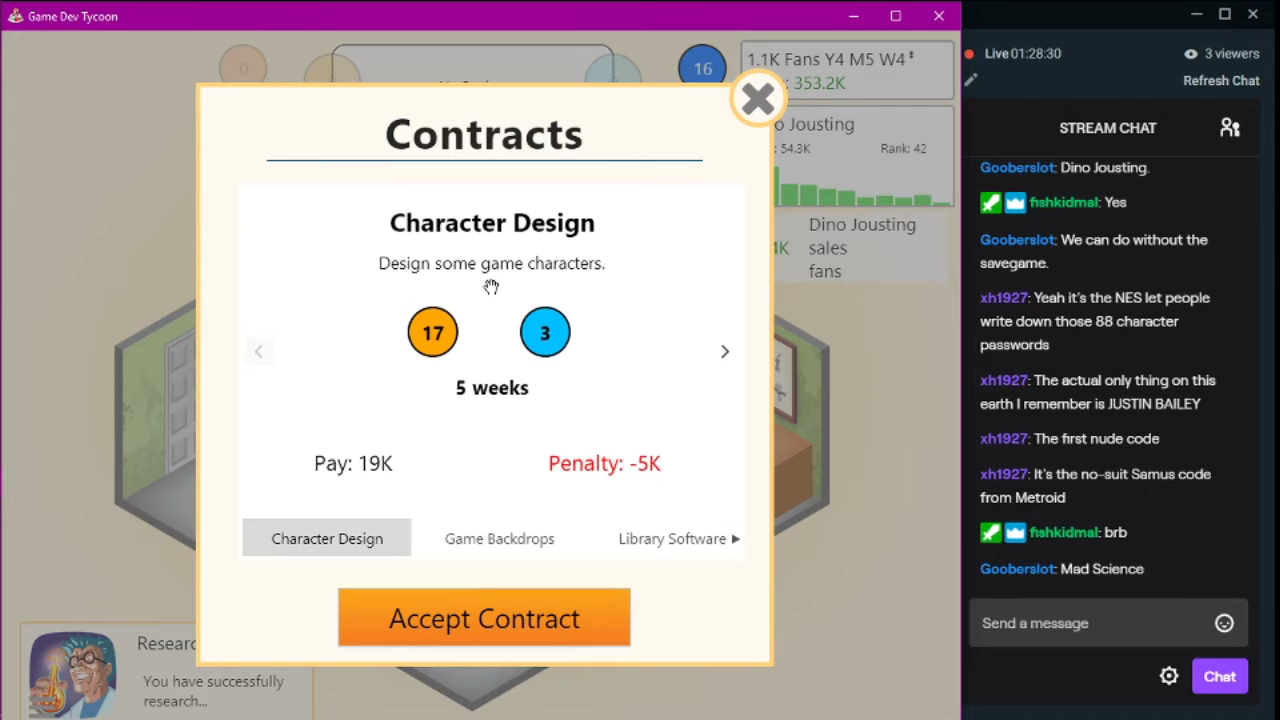 Game Dev Tycoon
0
16
1.1K Fans Y4 M5 W4
353.2K
Contracts
Character Design
Design some game characters.
17
3
5 weeks
Pay: 19K
Penalty: -5K
Character Design
Game Backdrops
Library Software
Accept Contract
o Jousting
: 54.3K
Rank: 42
4K
Dino Jousting
sales
fans
Researc
You have successfully
research...
Live 01:28:30
3 viewers
Refresh Chat
STREAM CHAT
Gooberslot: Dino Jousting.
fishkidmal: Yes
Gooberslot: We can do without the
savegame.
xh1927: Yeah it's the NES let people
write down those 88 character
passwords
xh1927: The actual only thing on this
earth I remember is JUSTIN BAILEY
xh1927: The first nude code
xh1927: It's the no-suit Samus code
from Metroid
fishkidmal: brb
Gooberslot: Mad Science
Send a message
Chat